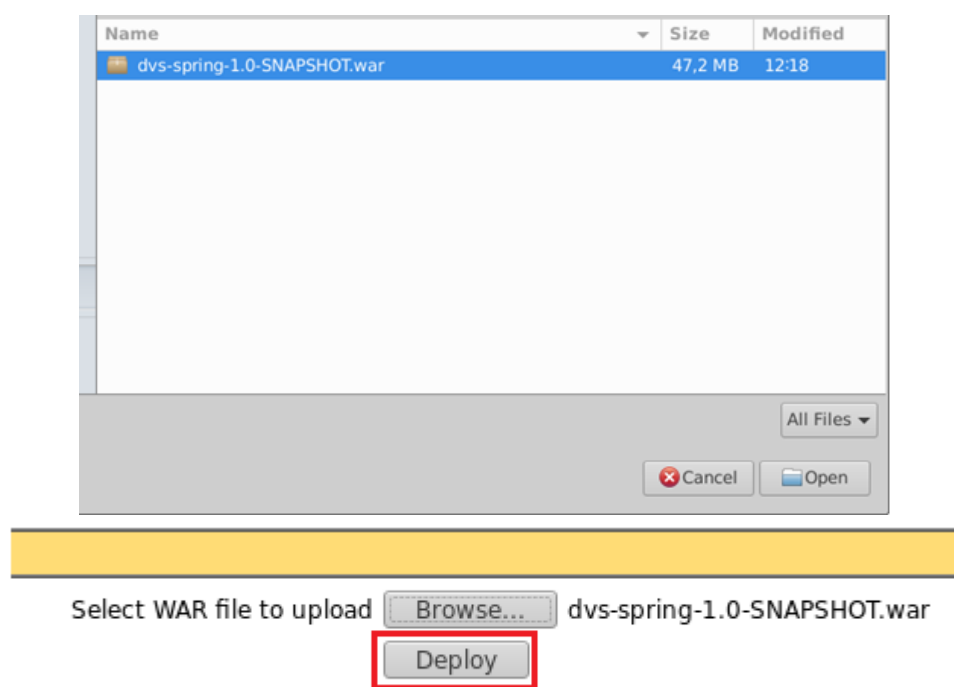 Name Size Modified
dvs-spring-1.0-SNAPSHOT.war 47,2 MB 12:18
All Files
Cancel Open
Select WAR file to upload Browse... dvs-spring-1.0-SNAPSHOT.war
Deploy